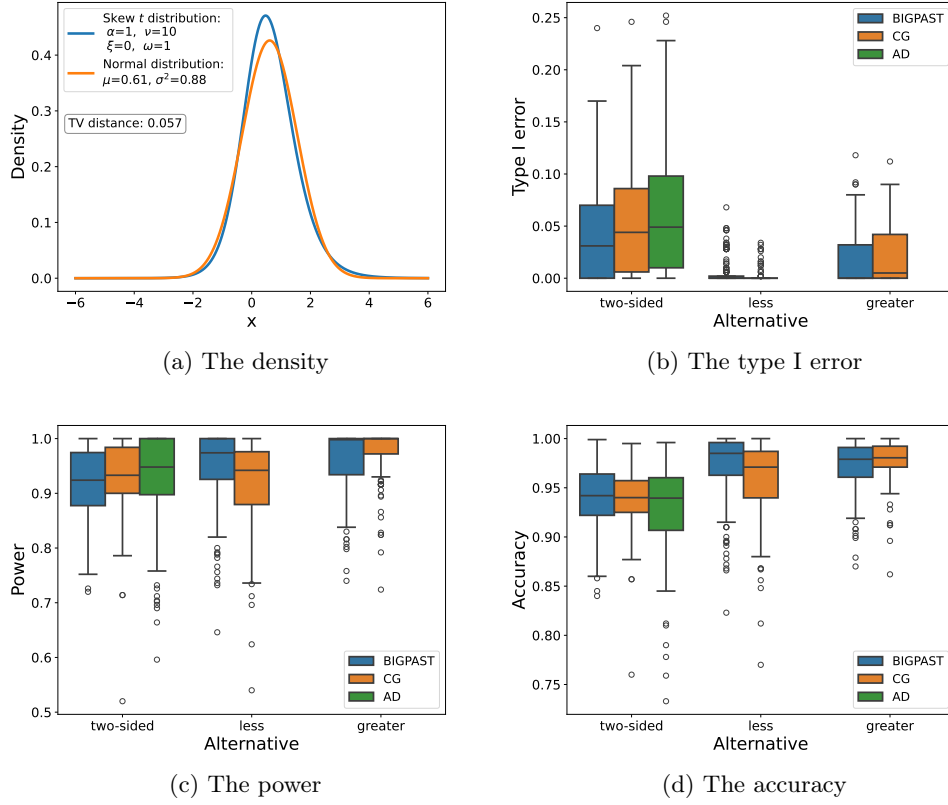 Skew t distribution:
α=1, ν=10
ξ=0, ω=1
Normal distribution:
μ=0.61, σ²=0.88
TV distance: 0.057
Density
0.4
0.3
0.2
0.1
0.0
−6 −4 −2 0 2 4 6
x
(a) The density
BIGPAST
CG
AD
Type I error
0.25
0.20
0.15
0.10
0.05
0.00
two-sided less greater
Alternative
(b) The type I error
Power
1.0
0.9
0.8
0.7
0.6
0.5
BIGPAST
CG
AD
two-sided less greater
Alternative
(c) The power
Accuracy
1.00
0.95
0.90
0.85
0.80
0.75
BIGPAST
CG
AD
two-sided less greater
Alternative
(d) The accuracy